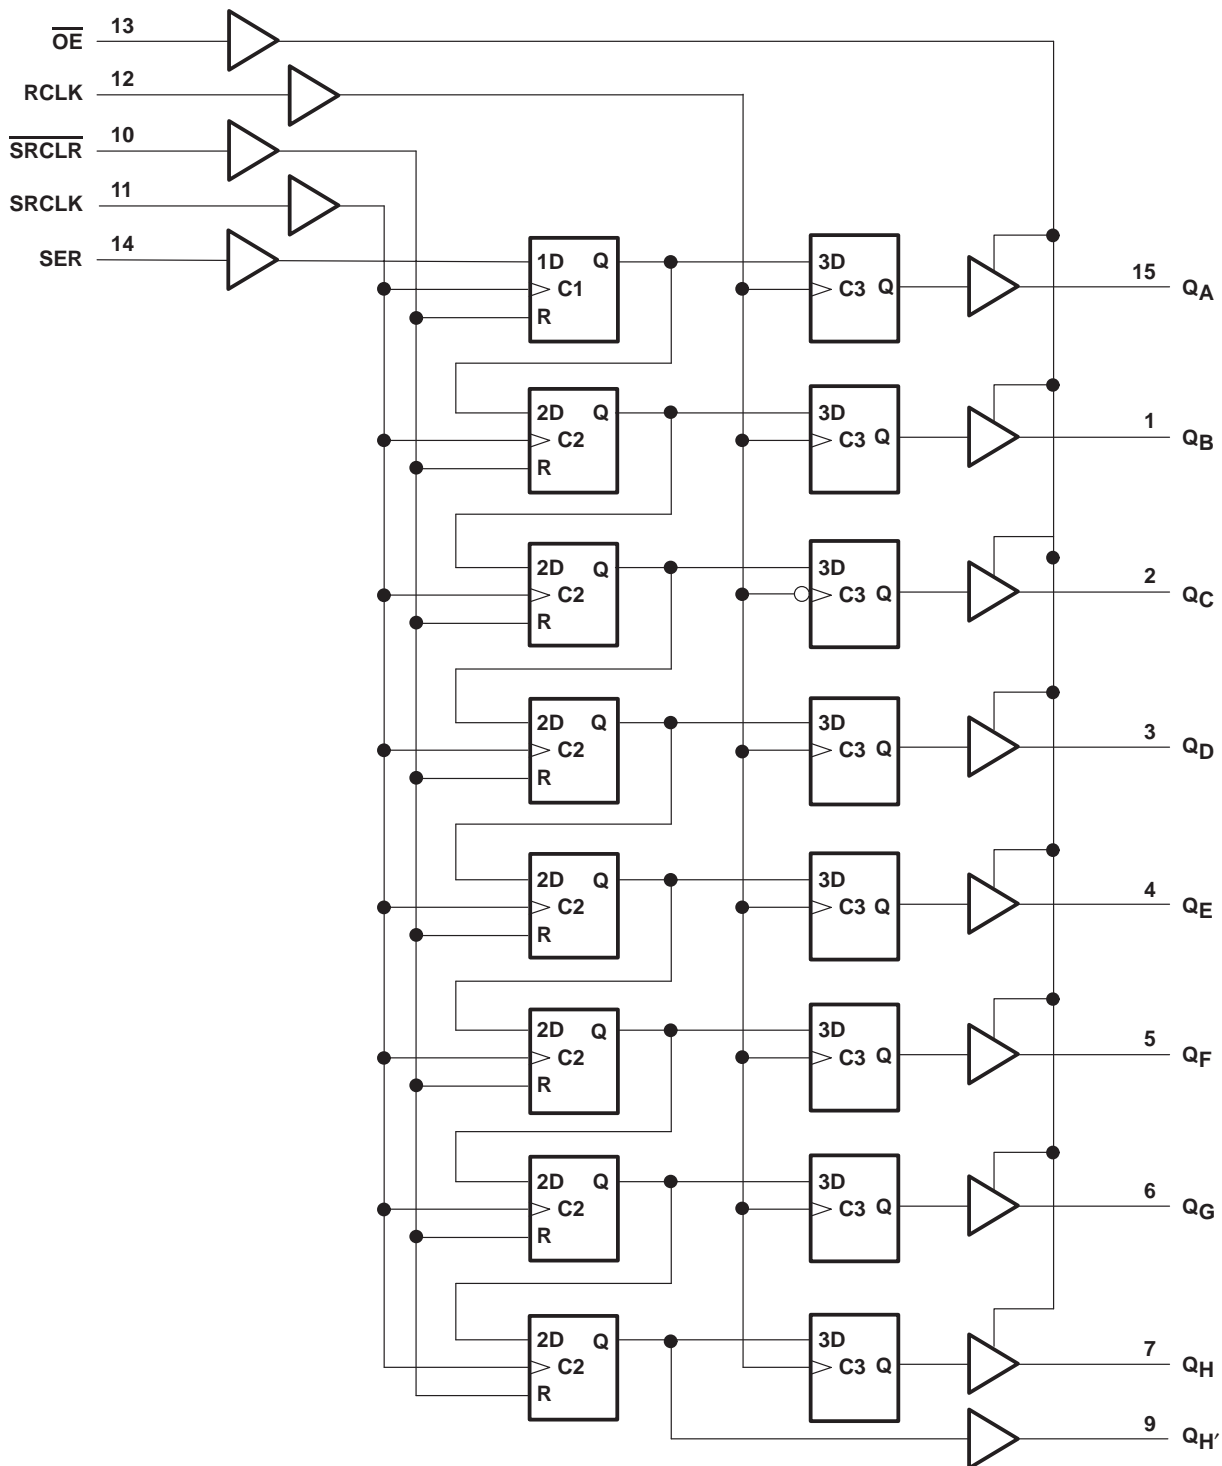 OE 13
RCLK 12
SRCLR 10
SRCLK 11
SER 14
1D Q 3D
C1 C3 Q 15 QA
R
2D Q 3D
C2 C3 Q 1 QB
R
2D Q 3D
C2 C3 Q 2 QC
R
2D Q 3D
C2 C3 Q 3 QD
R
2D Q 3D
C2 C3 Q 4 QE
R
2D Q 3D
C2 C3 Q 5 QF
R
2D Q 3D
C2 C3 Q 6 QG
R
2D Q 3D
C2 C3 Q 7 QH
R
9 QH′